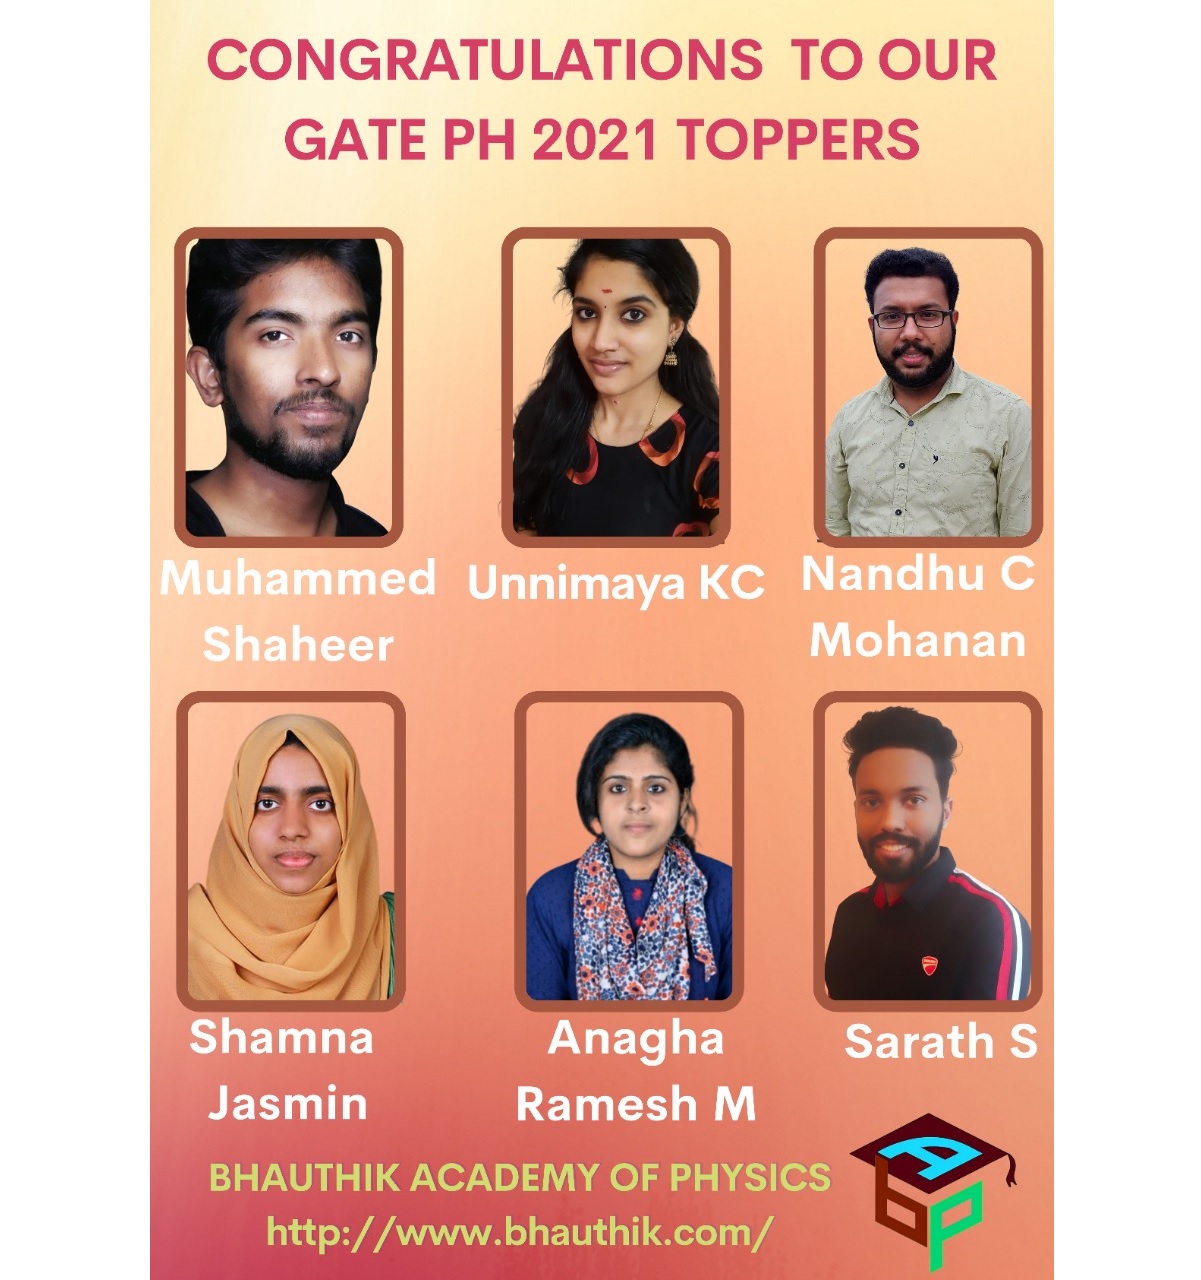 CONGRATULATIONS TO OUR
GATE PH 2021 TOPPERS
Muhammed
Shaheer
Unnimaya KC
Nandhu C
Mohanan
Shamna
Jasmin
Anagha
Ramesh M
Sarath S
BHAUTHIK ACADEMY OF PHYSICS
http://www.bhauthik.com/
A
b
P